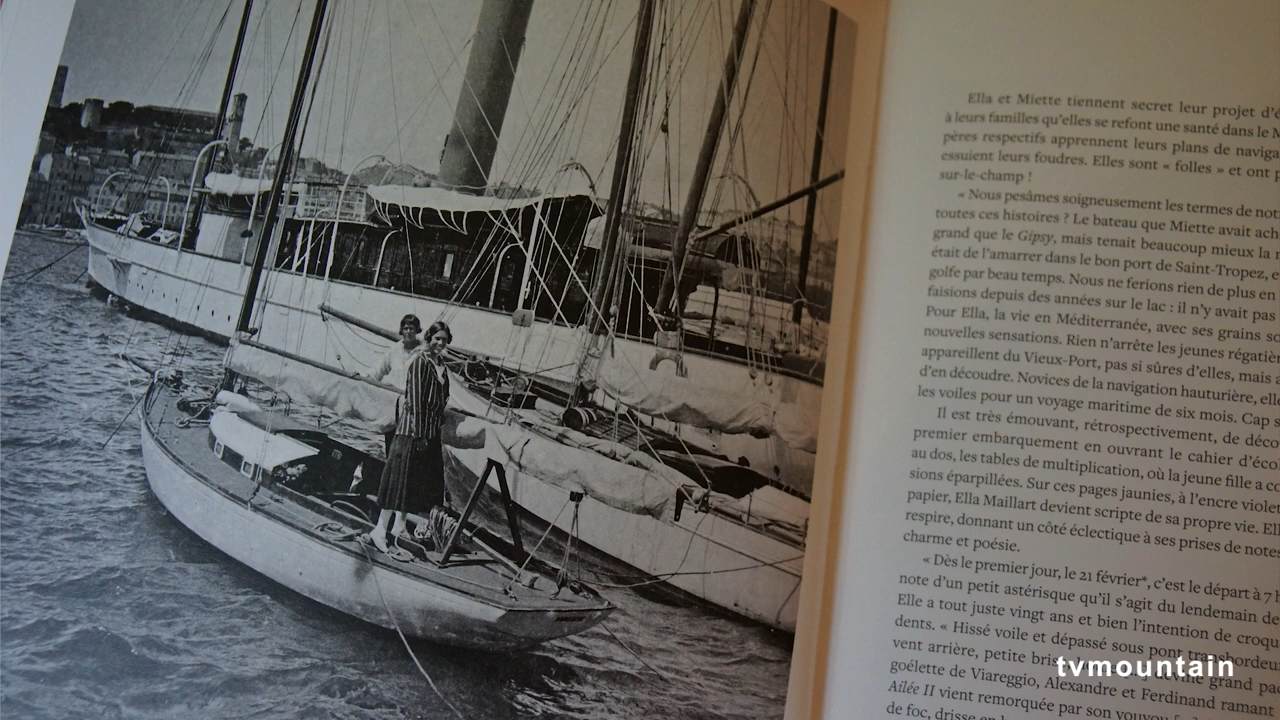 Ella et Miette tiennent secret leur projet d'é
à leurs familles qu'elles se refont une santé dans le M
pères respectifs apprennent leurs plans de naviga
essuient leurs foudres. Elles sont « folles » et ont p
sur-le-champ !
« Nous pesâmes soigneusement les termes de not
toutes ces histoires ? Le bateau que Miette avait ach
grand que le Gipsy, mais tenait beaucoup mieux la
était de l'amarrer dans le bon port de Saint-Tropez, e
golfe par beau temps. Nous ne ferions rien de plus en
faisions depuis des années sur le lac : il n'y avait pas
Pour Ella, la vie en Méditerranée, avec ses grains so
nouvelles sensations. Rien n'arrête les jeunes régatiè
appareillent du Vieux-Port, pas si sûres d'elles, mais a
d'en découdre. Novices de la navigation hauturière, elle
les voiles pour un voyage maritime de six mois. Cap s
Il est très émouvant, rétrospectivement, de déco
premier embarquement en ouvrant le cahier d'éco
au dos, les tables de multiplication, où la jeune fille a co
sions éparpillées. Sur ces pages jaunies, à l'encre violet
papier, Ella Maillart devient scripte de sa propre vie. Ell
respire, donnant un côté éclectique à ses prises de notes
charme et poésie.
« Dès le premier jour, le 21 février*, c'est le départ à 7 h
note d'un petit astérisque qu'il s'agit du lendemain de
Elle a tout juste vingt ans et bien l'intention de croqu
dents. « Hissé voile et dépassé sous pont transbordeu
vent arrière, petite bris grand pa
goélette de Viareggio, Alexandre et Ferdinand ramant
Ailée II vient remorquée par son youyou
de foc, drisse en
tvmountain